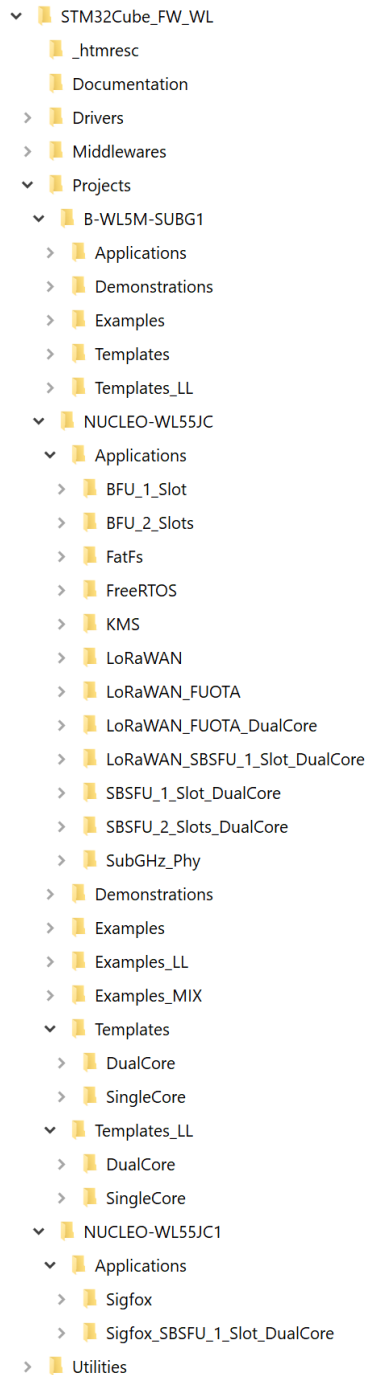 STM32Cube_FW_WL
_htmresc
Documentation
Drivers
Middlewares
Projects
B-WL5M-SUBG1
Applications
Demonstrations
Examples
Templates
Templates_LL
NUCLEO-WL55JC
Applications
BFU_1_Slot
BFU_2_Slots
FatFs
FreeRTOS
KMS
LoRaWAN
LoRaWAN_FUOTA
LoRaWAN_FUOTA_DualCore
LoRaWAN_SBSFU_1_Slot_DualCore
SBSFU_1_Slot_DualCore
SBSFU_2_Slots_DualCore
SubGHz_Phy
Demonstrations
Examples
Examples_LL
Examples_MIX
Templates
DualCore
SingleCore
Templates_LL
DualCore
SingleCore
NUCLEO-WL55JC1
Applications
Sigfox
Sigfox_SBSFU_1_Slot_DualCore
Utilities